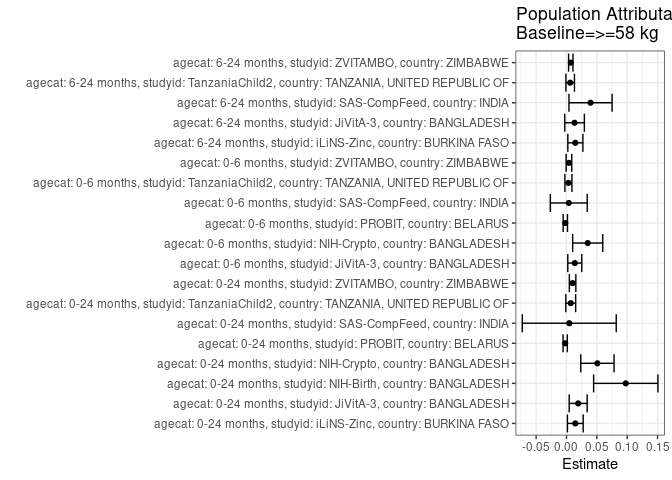 Population Attributa
Baseline=>=58 kg
agecat: 6-24 months, studyid: ZVITAMBO, country: ZIMBABWE
agecat: 6-24 months, studyid: TanzaniaChild2, country: TANZANIA, UNITED REPUBLIC OF
agecat: 6-24 months, studyid: SAS-CompFeed, country: INDIA
agecat: 6-24 months, studyid: JiVitA-3, country: BANGLADESH
agecat: 6-24 months, studyid: iLiNS-Zinc, country: BURKINA FASO
agecat: 0-6 months, studyid: ZVITAMBO, country: ZIMBABWE
agecat: 0-6 months, studyid: TanzaniaChild2, country: TANZANIA, UNITED REPUBLIC OF
agecat: 0-6 months, studyid: SAS-CompFeed, country: INDIA
agecat: 0-6 months, studyid: PROBIT, country: BELARUS
agecat: 0-6 months, studyid: NIH-Crypto, country: BANGLADESH
agecat: 0-6 months, studyid: JiVitA-3, country: BANGLADESH
agecat: 0-24 months, studyid: ZVITAMBO, country: ZIMBABWE
agecat: 0-24 months, studyid: TanzaniaChild2, country: TANZANIA, UNITED REPUBLIC OF
agecat: 0-24 months, studyid: SAS-CompFeed, country: INDIA
agecat: 0-24 months, studyid: PROBIT, country: BELARUS
agecat: 0-24 months, studyid: NIH-Crypto, country: BANGLADESH
agecat: 0-24 months, studyid: NIH-Birth, country: BANGLADESH
agecat: 0-24 months, studyid: JiVitA-3, country: BANGLADESH
agecat: 0-24 months, studyid: iLiNS-Zinc, country: BURKINA FASO
-0.05 0.00 0.05 0.10 0.15
Estimate